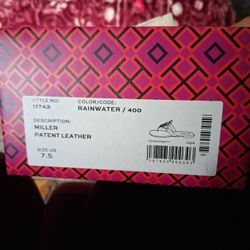 STYLE NO:
11743
COLOR/CODE:
RAINWATER / 400
DESCRIPTION:
MILLER
PATENT LEATHER
SIZE US:
7.5